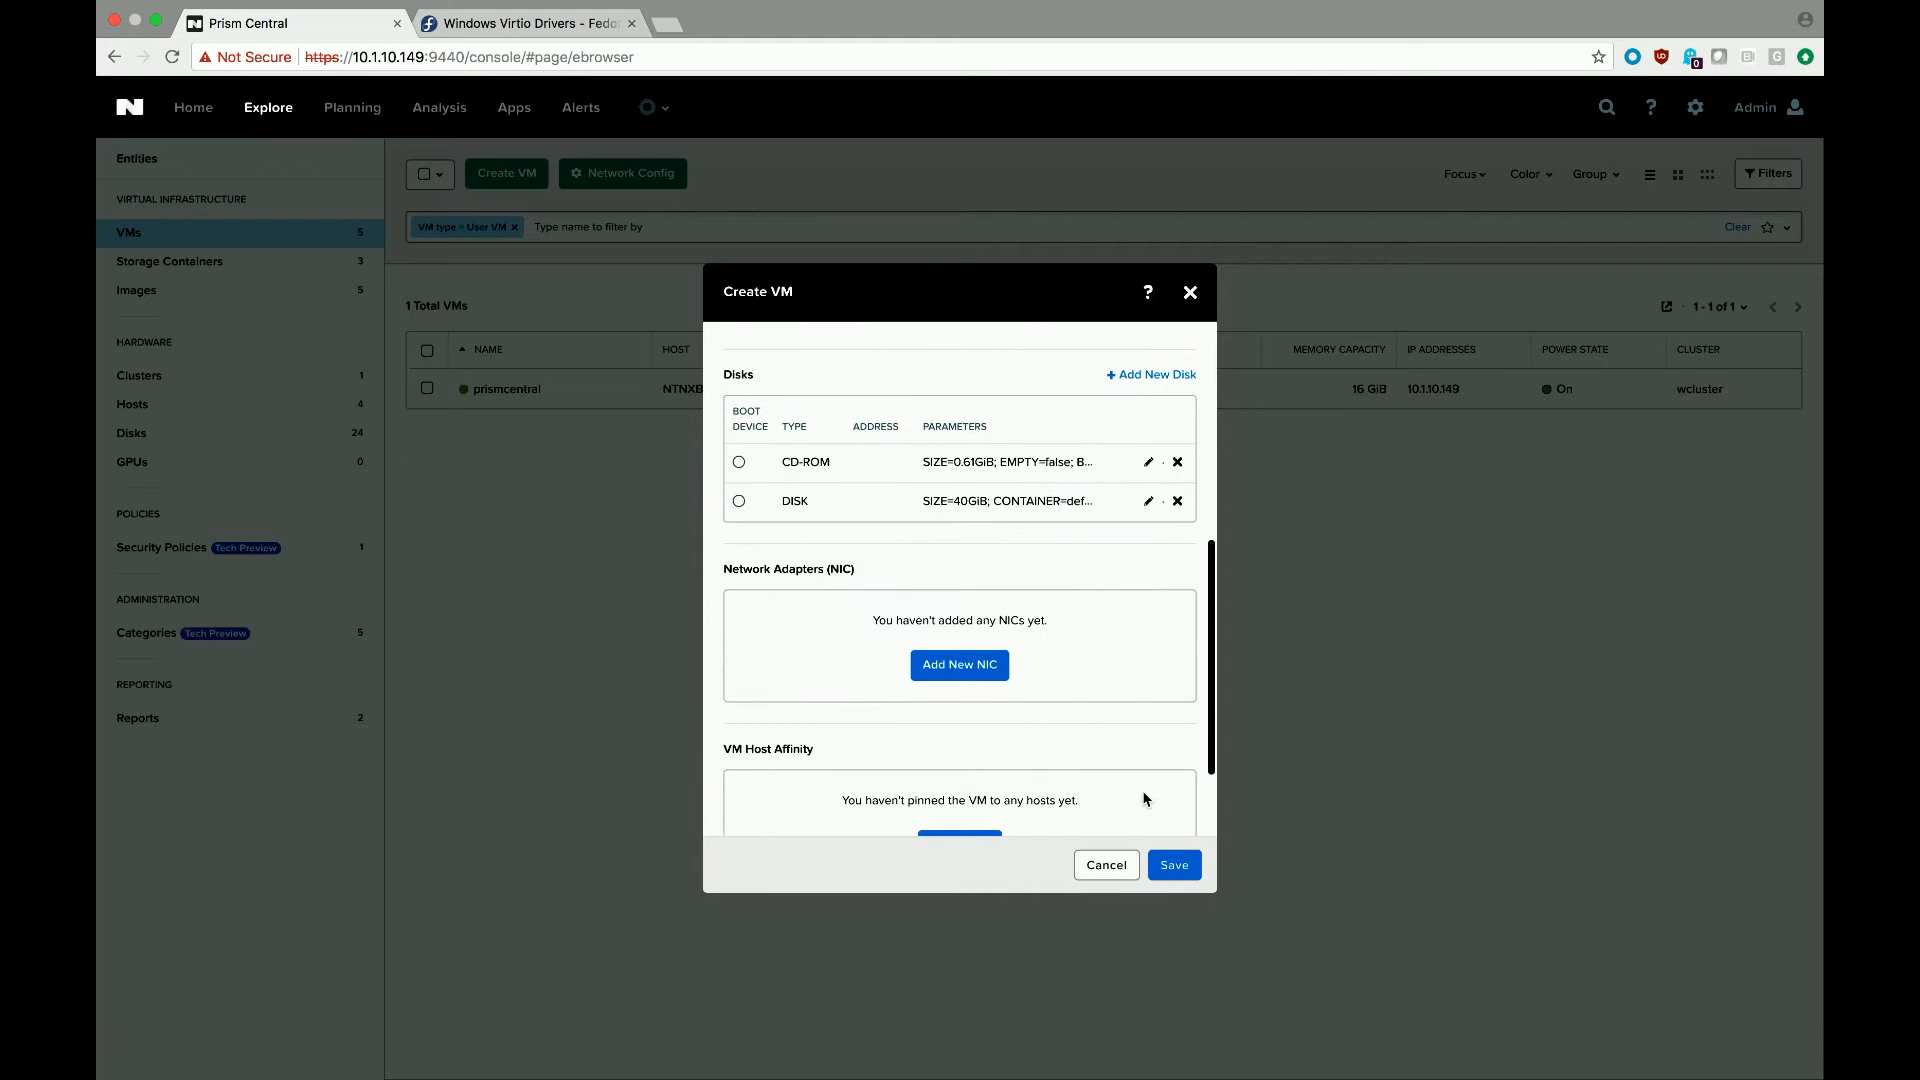 Prism Central
Windows Virtio Drivers - Fedor
Not Secure https://10.1.10.149:9440/console/#page/ebrowser
Home Explore Planning Analysis Apps Alerts Admin
Entities
VIRTUAL INFRASTRUCTURE
VMs 5
Storage Containers 3
Images 5
HARDWARE
Clusters 1
Hosts 4
Disks 24
GPUs 0
POLICIES
Security Policies Tech Preview 1
ADMINISTRATION
Categories Tech Preview 5
REPORTING
Reports 2
Create VM Network Config Focus Color Group Filters
VM type = User VM × Type name to filter by Clear
1 Total VMs 1 - 1 of 1
NAME HOST MEMORY CAPACITY IP ADDRESSES POWER STATE CLUSTER
prismcentral NTNXB 16 GiB 10.1.10.149 On wcluster
Create VM ?
Disks + Add New Disk
BOOT
DEVICE TYPE ADDRESS PARAMETERS
CD-ROM SIZE=0.61GiB; EMPTY=false; B...
DISK SIZE=40GiB; CONTAINER=def...
Network Adapters (NIC)
You haven't added any NICs yet.
Add New NIC
VM Host Affinity
You haven't pinned the VM to any hosts yet.
Cancel Save